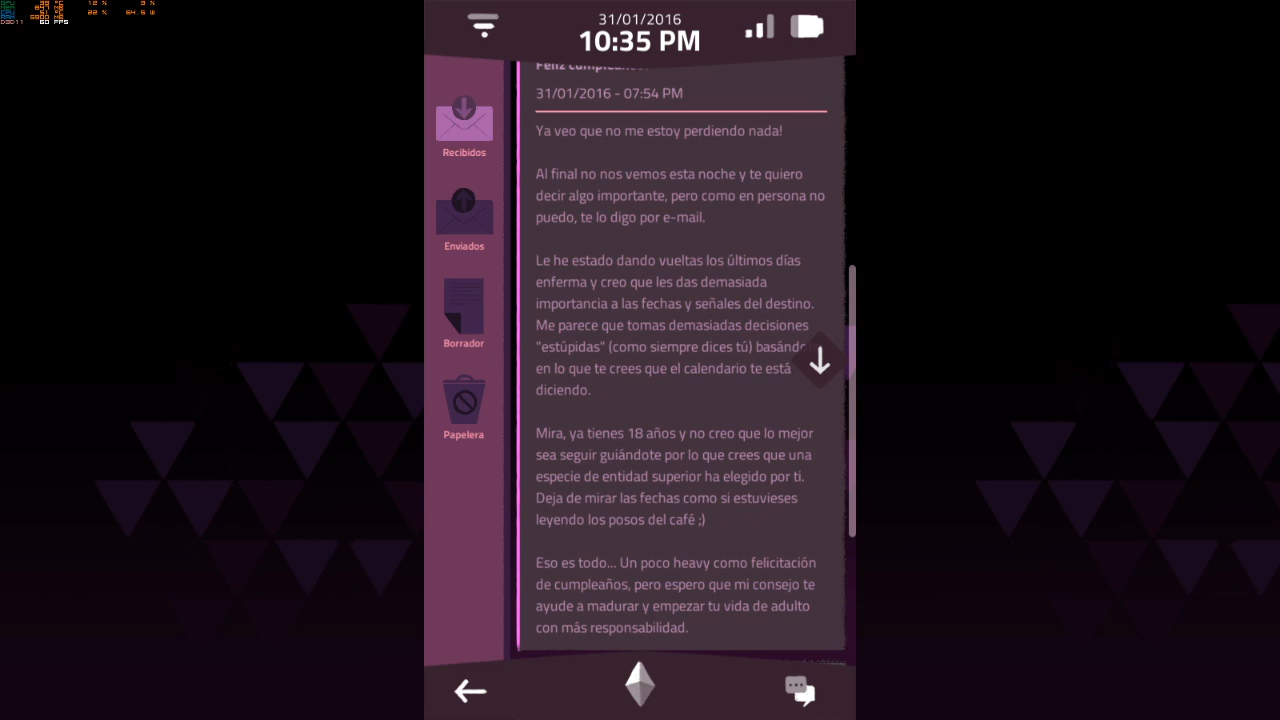 31/01/2016
10:35 PM
31/01/2016 - 07:54 PM
Ya veo que no me estoy perdiendo nada!
Al final no nos vemos esta noche y te quiero
decir algo importante, pero como en persona no
puedo, te lo digo por e-mail.
Le he estado dando vueltas los últimos días
enferma y creo que les das demasiada
importancia a las fechas y señales del destino.
Me parece que tomas demasiadas decisiones
"estúpidas" (como siempre dices tú)
en lo que te crees que el calendario te está
diciendo.
Mira, ya tienes 18 años y no creo que lo mejor
sea seguir guiándote por lo que crees que una
especie de entidad superior ha elegido por ti.
Deja de mirar las fechas como si estuvieses
leyendo los posos del café ;)
Eso es todo... Un poco heavy como felicitación
de cumpleaños, pero espero que mi consejo te
ayude a madurar y empezar tu vida de adulto
con más responsabilidad.
Recibidos
Enviados
Borrador
Papelera